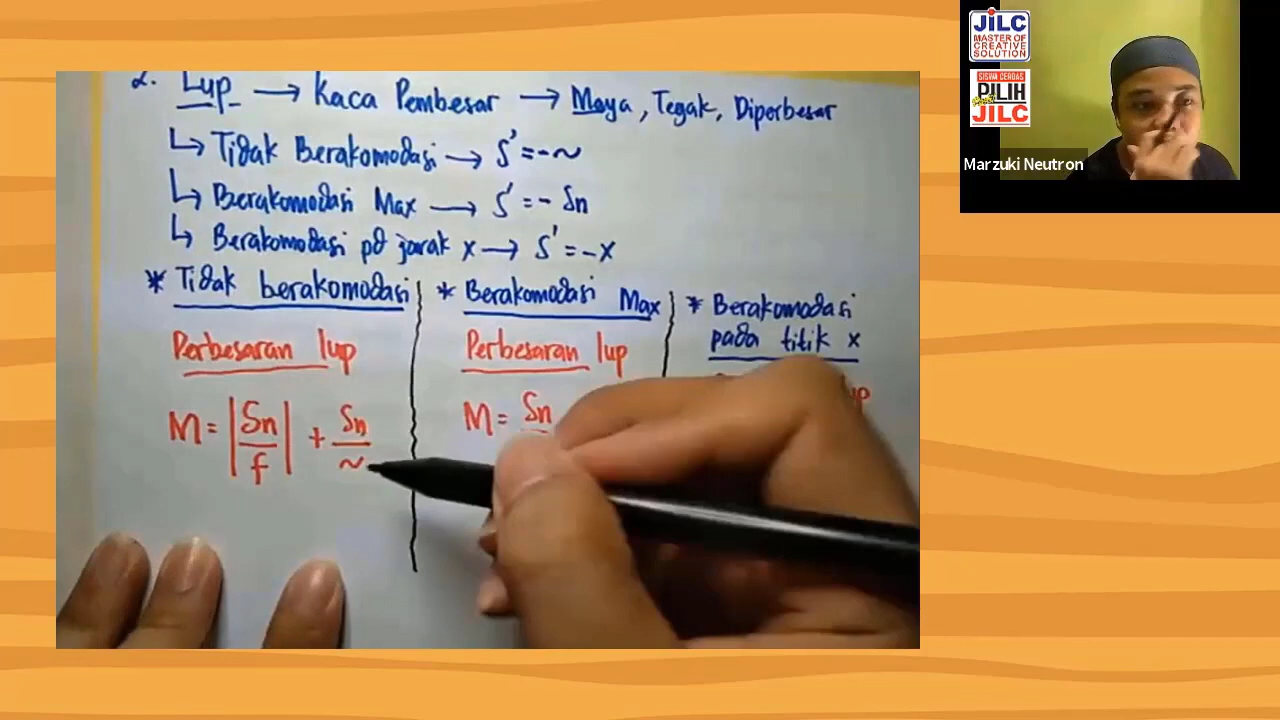 2. Lup → Kaca Pembesar → Maya, Tegak, Diperbesar
↳ Tidak Berakomodasi → S' = -~
↳ Berakomodasi Max → S' = - Sn
↳ Berakomodasi pd jarak x → S' = -x
* Tidak berakomodasi
Perbesaran lup
M = |Sn/f| + Sn/~
* Berakomodasi Max
Perbesaran lup
M = Sn
* Berakomodasi
pada titik x
JILC
MASTER OF
CREATIVE
SOLUTION
SISWA CERDAS
PILIH
JILC
Marzuki Neutron